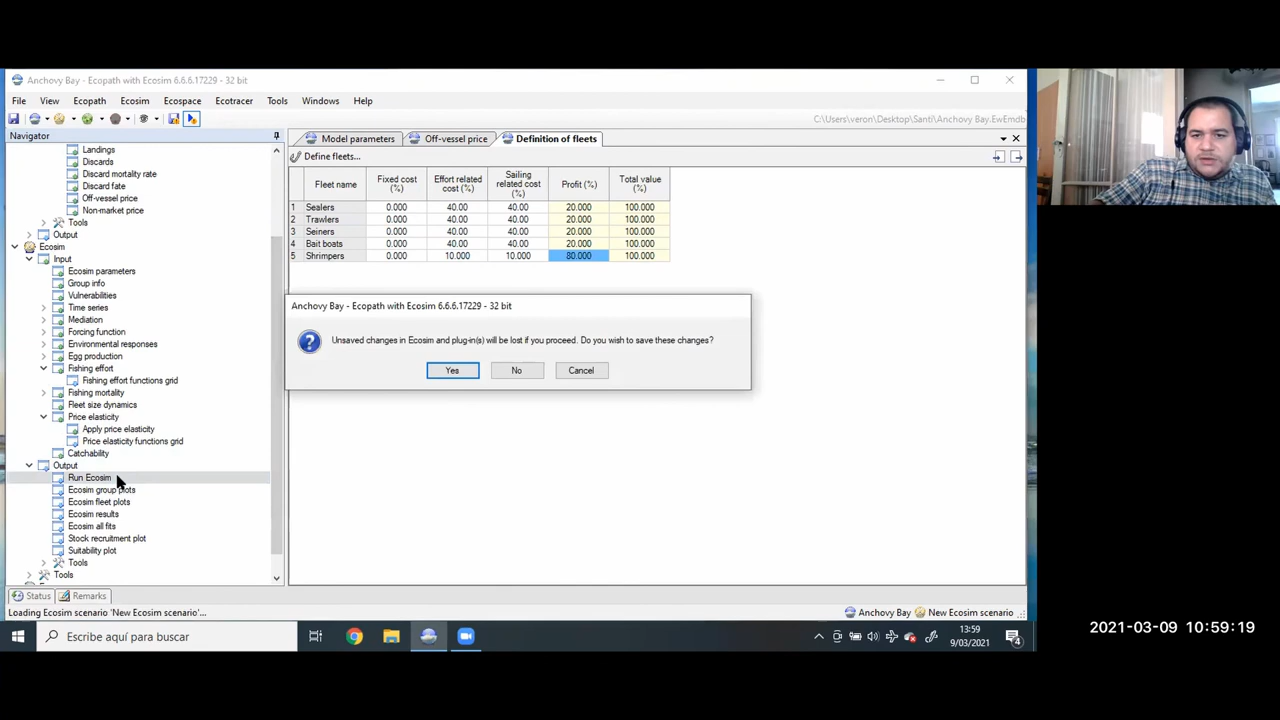 Anchovy Bay - Ecopath with Ecosim 6.6.6.17229 - 32 bit
File View Ecopath Ecosim Ecospace Ecotracer Tools Windows Help
C:\Users\veron\Desktop\Santi\Anchovy Bay.EwEmdb
Navigator
Landings
Discards
Discard mortality rate
Discard fate
Off-vessel price
Non-market price
Tools
Output
Ecosim
Input
Ecosim parameters
Group info
Vulnerabilities
Time series
Mediation
Forcing function
Environmental responses
Egg production
Fishing effort
Fishing effort functions grid
Fishing mortality
Fleet size dynamics
Price elasticity
Apply price elasticity
Price elasticity functions grid
Catchability
Output
Run Ecosim
Ecosim group plots
Ecosim fleet plots
Ecosim results
Ecosim all fits
Stock recruitment plot
Suitability plot
Tools
Tools
Status Remarks
Model parameters Off-vessel price Definition of fleets
Define fleets...
Fleet name Fixed cost (%) Effort related cost (%) Sailing related cost (%) Profit (%) Total value (%)
1 Sealers 0.000 40.00 40.00 20.000 100.000
2 Trawlers 0.000 40.00 40.00 20.000 100.000
3 Seiners 0.000 40.00 40.00 20.000 100.000
4 Bait boats 0.000 40.00 40.00 20.000 100.000
5 Shrimpers 0.000 10.000 10.000 80.000 100.000
Anchovy Bay - Ecopath with Ecosim 6.6.6.17229 - 32 bit
Unsaved changes in Ecosim and plug-in(s) will be lost if you proceed. Do you wish to save these changes?
Yes No Cancel
Loading Ecosim scenario 'New Ecosim scenario'...
Anchovy Bay New Ecosim scenario
Escribe aquí para buscar
13:59
9/03/2021
4
2021-03-09 10:59:19